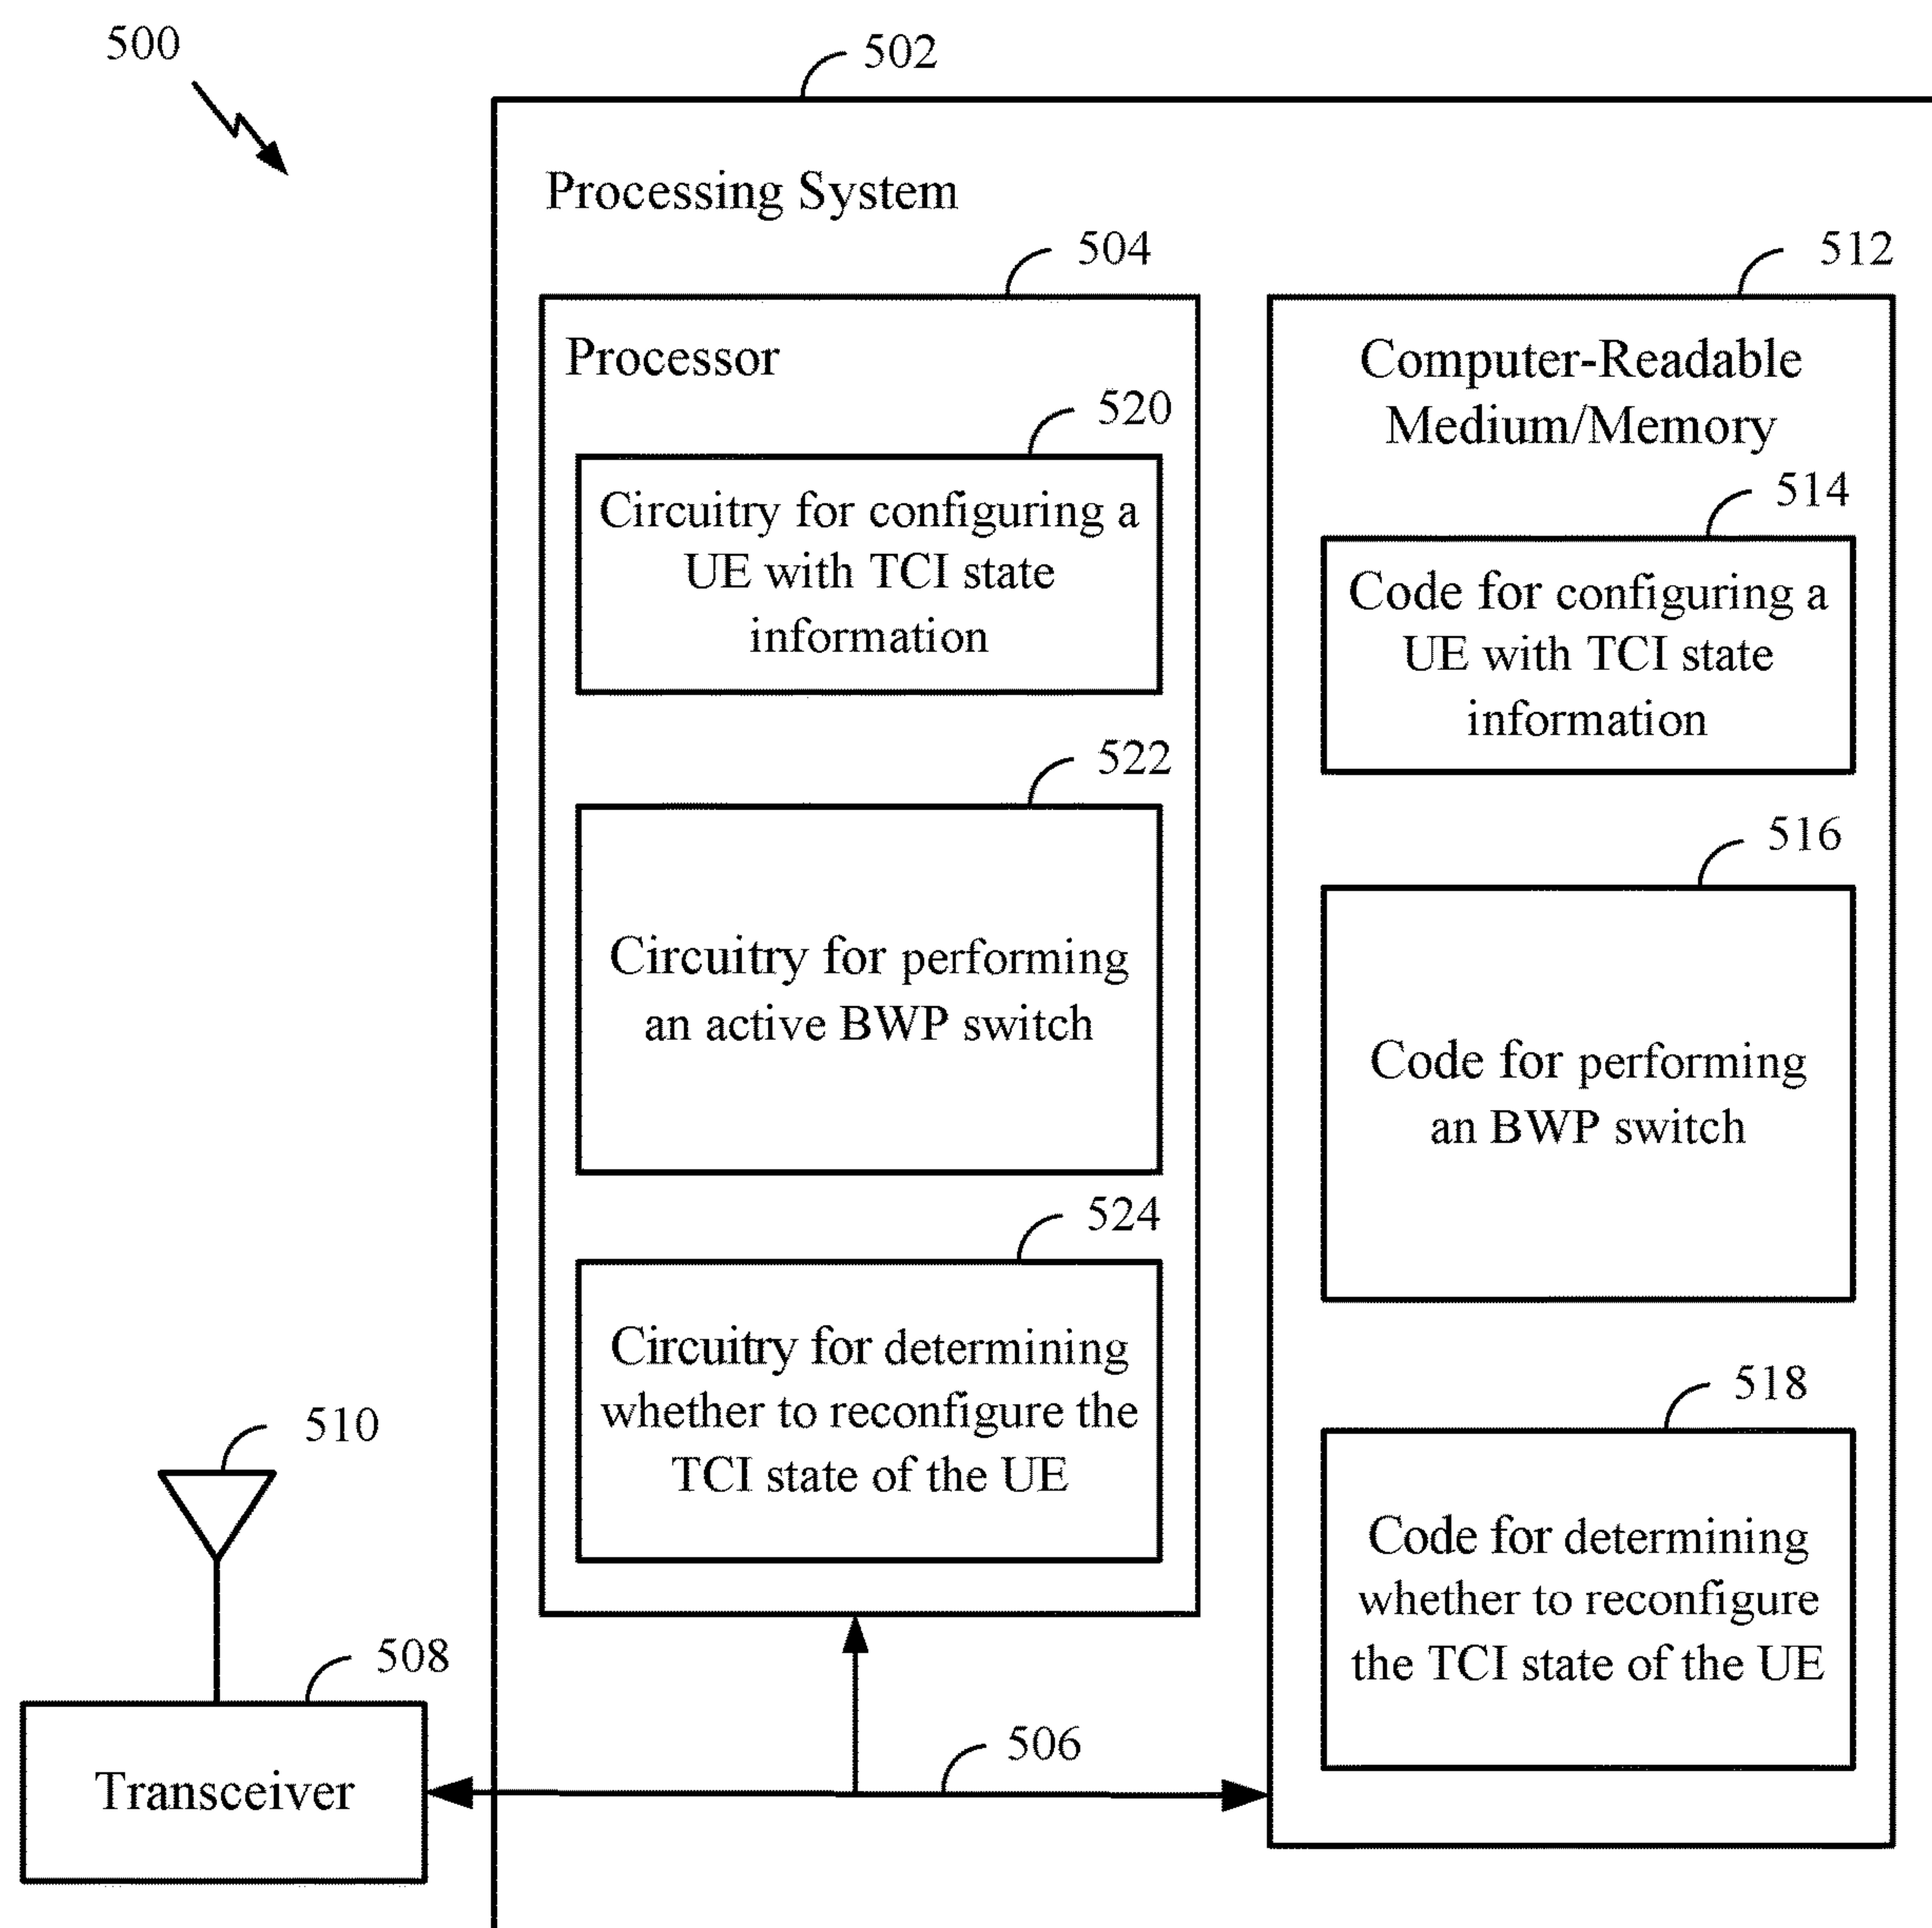 500
502
Processing System
504
Processor
520
Circuitry for configuring a
UE with TCI state
information
522
Circuitry for performing
an active BWP switch
524
Circuitry for determining
whether to reconfigure the
TCI state of the UE
512
Computer-Readable
Medium/Memory
514
Code for configuring a
UE with TCI state
information
516
Code for performing
an BWP switch
518
Code for determining
whether to reconfigure
the TCI state of the UE
510
508
Transceiver
506